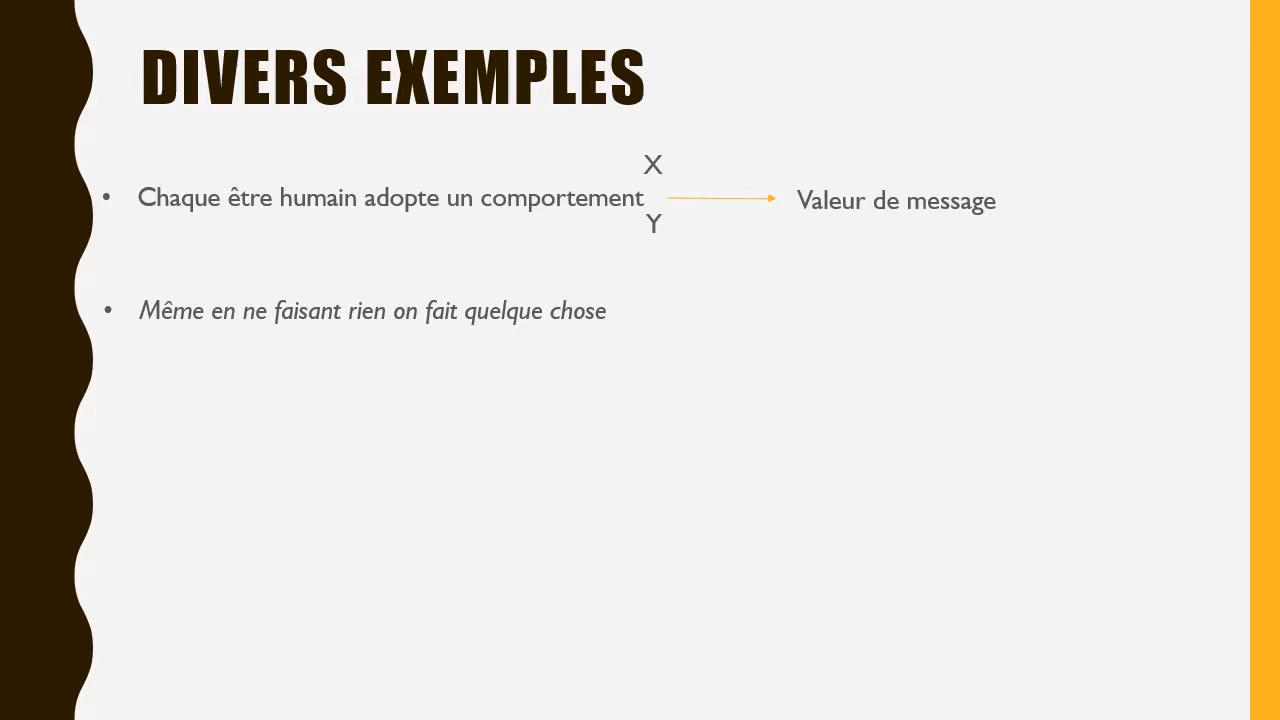 DIVERS EXEMPLES
X
• Chaque être humain adopte un comportement
Valeur de message
Y
• Même en ne faisant rien on fait quelque chose